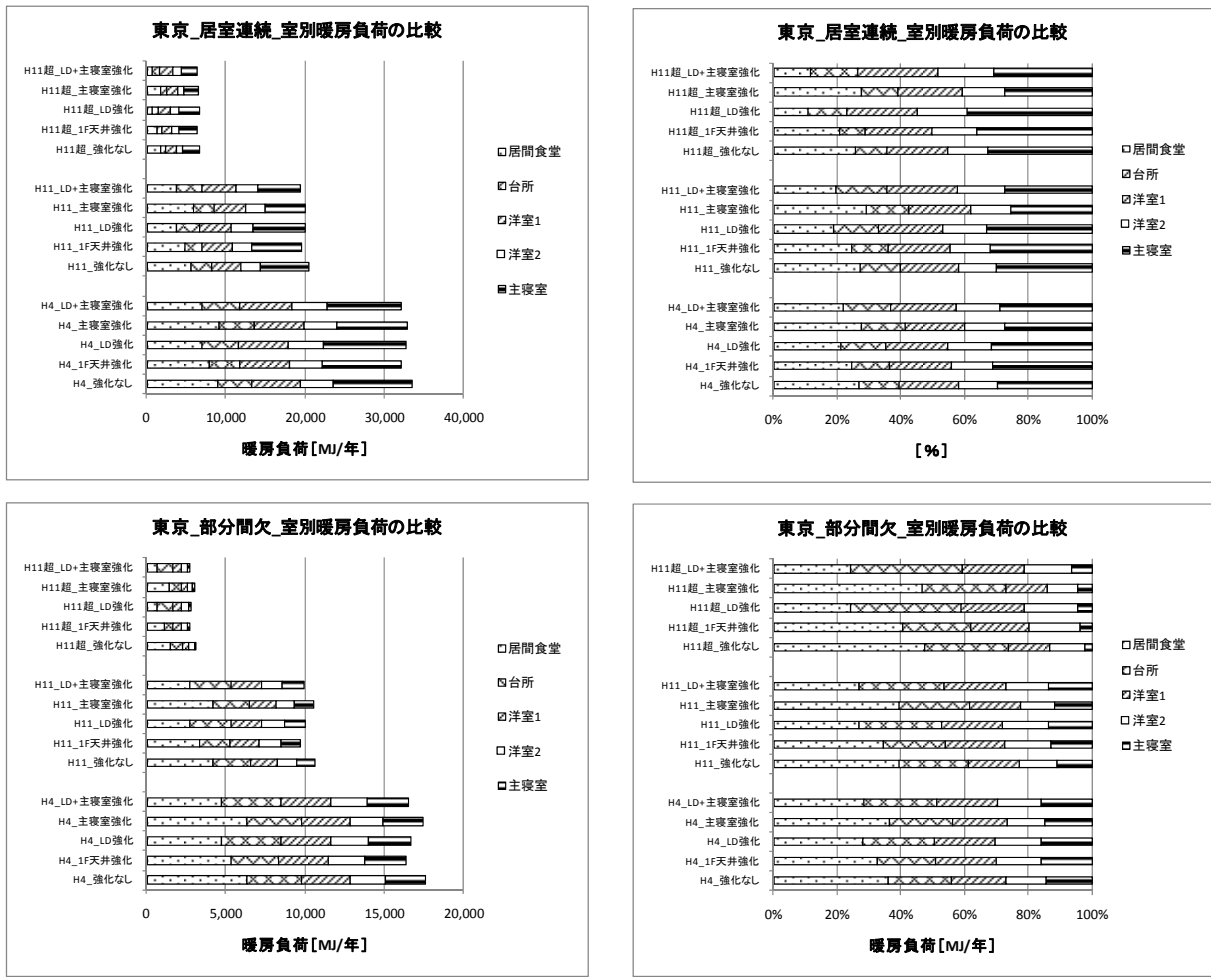 東京_居室連続_室別暖房負荷の比較
H11超_LD+主寝室強化
H11超_主寝室強化
H11超_LD強化
H11超_1F天井強化
H11超_強化なし
H11_LD+主寝室強化
H11_主寝室強化
H11_LD強化
H11_1F天井強化
H11_強化なし
H4_LD+主寝室強化
H4_主寝室強化
H4_LD強化
H4_1F天井強化
H4_強化なし
0 10,000 20,000 30,000 40,000
暖房負荷[MJ/年]
居間食堂
台所
洋室1
洋室2
主寝室
東京_居室連続_室別暖房負荷の比較
H11超_LD+主寝室強化
H11超_主寝室強化
H11超_LD強化
H11超_1F天井強化
H11超_強化なし
H11_LD+主寝室強化
H11_主寝室強化
H11_LD強化
H11_1F天井強化
H11_強化なし
H4_LD+主寝室強化
H4_主寝室強化
H4_LD強化
H4_1F天井強化
H4_強化なし
0% 20% 40% 60% 80% 100%
[%]
居間食堂
台所
洋室1
洋室2
主寝室
東京_部分間欠_室別暖房負荷の比較
H11超_LD+主寝室強化
H11超_主寝室強化
H11超_LD強化
H11超_1F天井強化
H11超_強化なし
H11_LD+主寝室強化
H11_主寝室強化
H11_LD強化
H11_1F天井強化
H11_強化なし
H4_LD+主寝室強化
H4_主寝室強化
H4_LD強化
H4_1F天井強化
H4_強化なし
0 5,000 10,000 15,000 20,000
暖房負荷[MJ/年]
居間食堂
台所
洋室1
洋室2
主寝室
東京_部分間欠_室別暖房負荷の比較
H11超_LD+主寝室強化
H11超_主寝室強化
H11超_LD強化
H11超_1F天井強化
H11超_強化なし
H11_LD+主寝室強化
H11_主寝室強化
H11_LD強化
H11_1F天井強化
H11_強化なし
H4_LD+主寝室強化
H4_主寝室強化
H4_LD強化
H4_1F天井強化
H4_強化なし
0% 20% 40% 60% 80% 100%
暖房負荷[MJ/年]
居間食堂
台所
洋室1
洋室2
主寝室